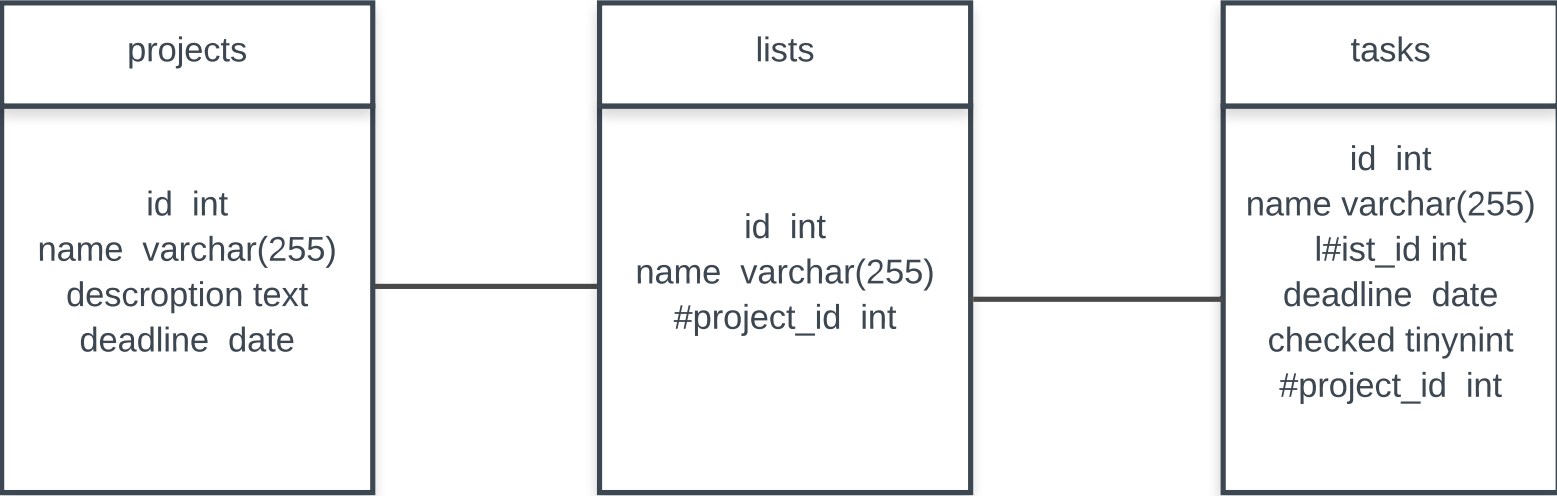 projects
id  int
name  varchar(255)
descroption text
deadline  date
lists
id  int
name  varchar(255)
#project_id  int
tasks
id  int
name varchar(255)
l#ist_id int
deadline  date
checked tinynint
#project_id  int